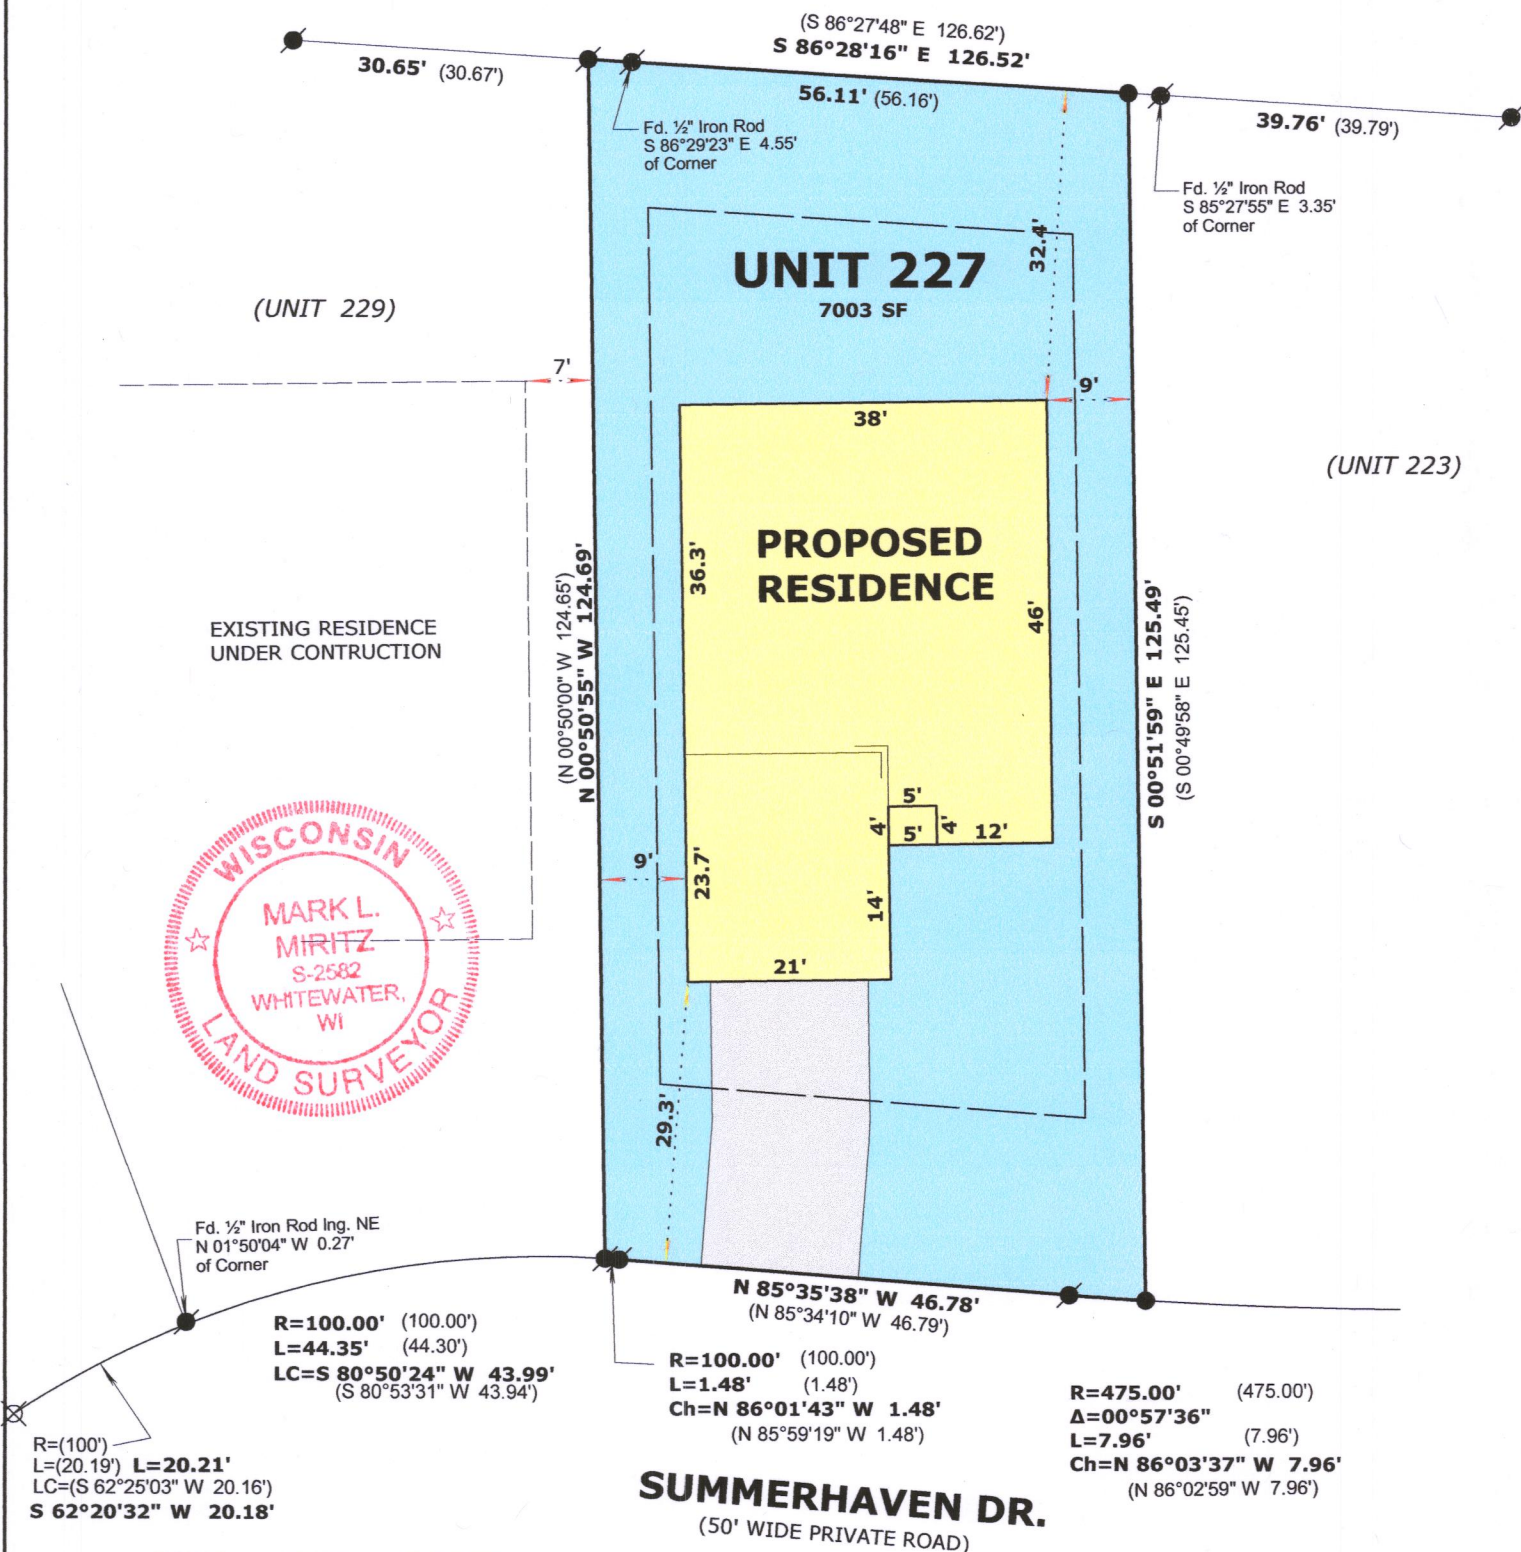 (S 86°27'48" E 126.62')
S 86°28'16" E 126.52'
30.65' (30.67')
56.11' (56.16')
39.76' (39.79')
Fd. ½" Iron Rod
S 86°29'23" E 4.55'
of Corner
Fd. ½" Iron Rod
S 85°27'55" E 3.35'
of Corner
32.4'
UNIT 227
7003 SF
(UNIT 229)
7'
9'
38'
(UNIT 223)
PROPOSED
RESIDENCE
36.3'
46'
(N 00°50'00" W 124.65')
N 00°50'55" W 124.69'
S 00°51'59" E 125.49'
(S 00°49'58" E 125.45')
EXISTING RESIDENCE
UNDER CONTRUCTION
5'
4'
5'
4'
12'
9'
23.7'
14'
21'
WISCONSIN
MARK L.
MIRITZ
S-2582
WHITEWATER,
WI
LAND SURVEYOR
29.3'
Fd. ½" Iron Rod Ing. NE
N 01°50'04" W 0.27'
of Corner
N 85°35'38" W 46.78'
(N 85°34'10" W 46.79')
R=100.00' (100.00')
L=44.35' (44.30')
LC=S 80°50'24" W 43.99'
(S 80°53'31" W 43.94')
R=100.00' (100.00')
L=1.48' (1.48')
Ch=N 86°01'43" W 1.48'
(N 85°59'19" W 1.48')
R=475.00' (475.00')
Δ=00°57'36"
L=7.96' (7.96')
Ch=N 86°03'37" W 7.96'
(N 86°02'59" W 7.96')
R=(100')
L=(20.19') L=20.21'
LC=(S 62°25'03" W 20.16')
S 62°20'32" W 20.18'
SUMMERHAVEN DR.
(50' WIDE PRIVATE ROAD)